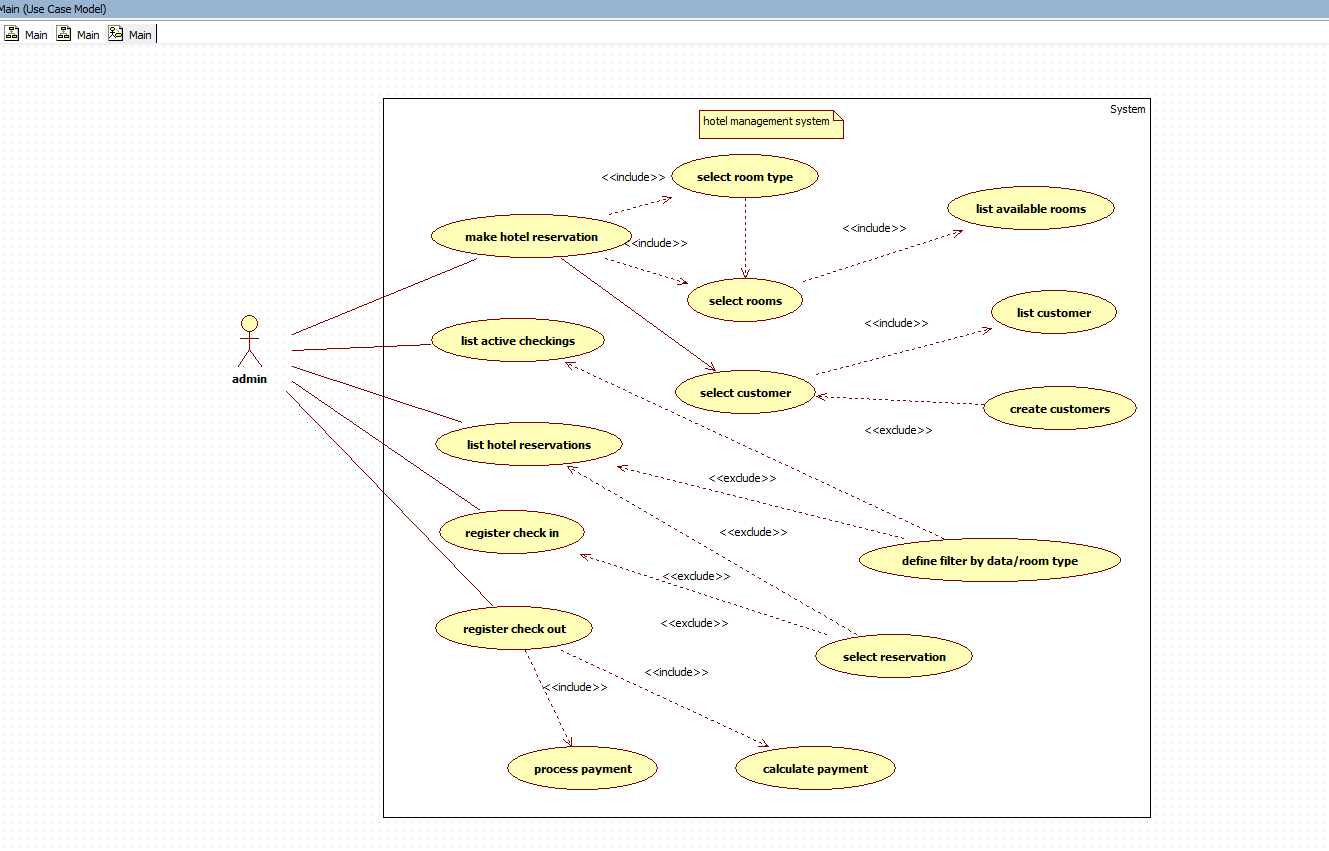 Main (Use Case Model)
Main Main Main
System
hotel management system
<<include>> select room type
list available rooms
<<include>>
make hotel reservation
<<include>>
select rooms
list customer
<<include>>
list active checkings
admin
select customer
create customers
<<exclude>>
list hotel reservations
<<exclude>>
register check in
<<exclude>>
define filter by data/room type
<<exclude>>
<<exclude>>
register check out
select reservation
<<include>>
<<include>>
process payment
calculate payment